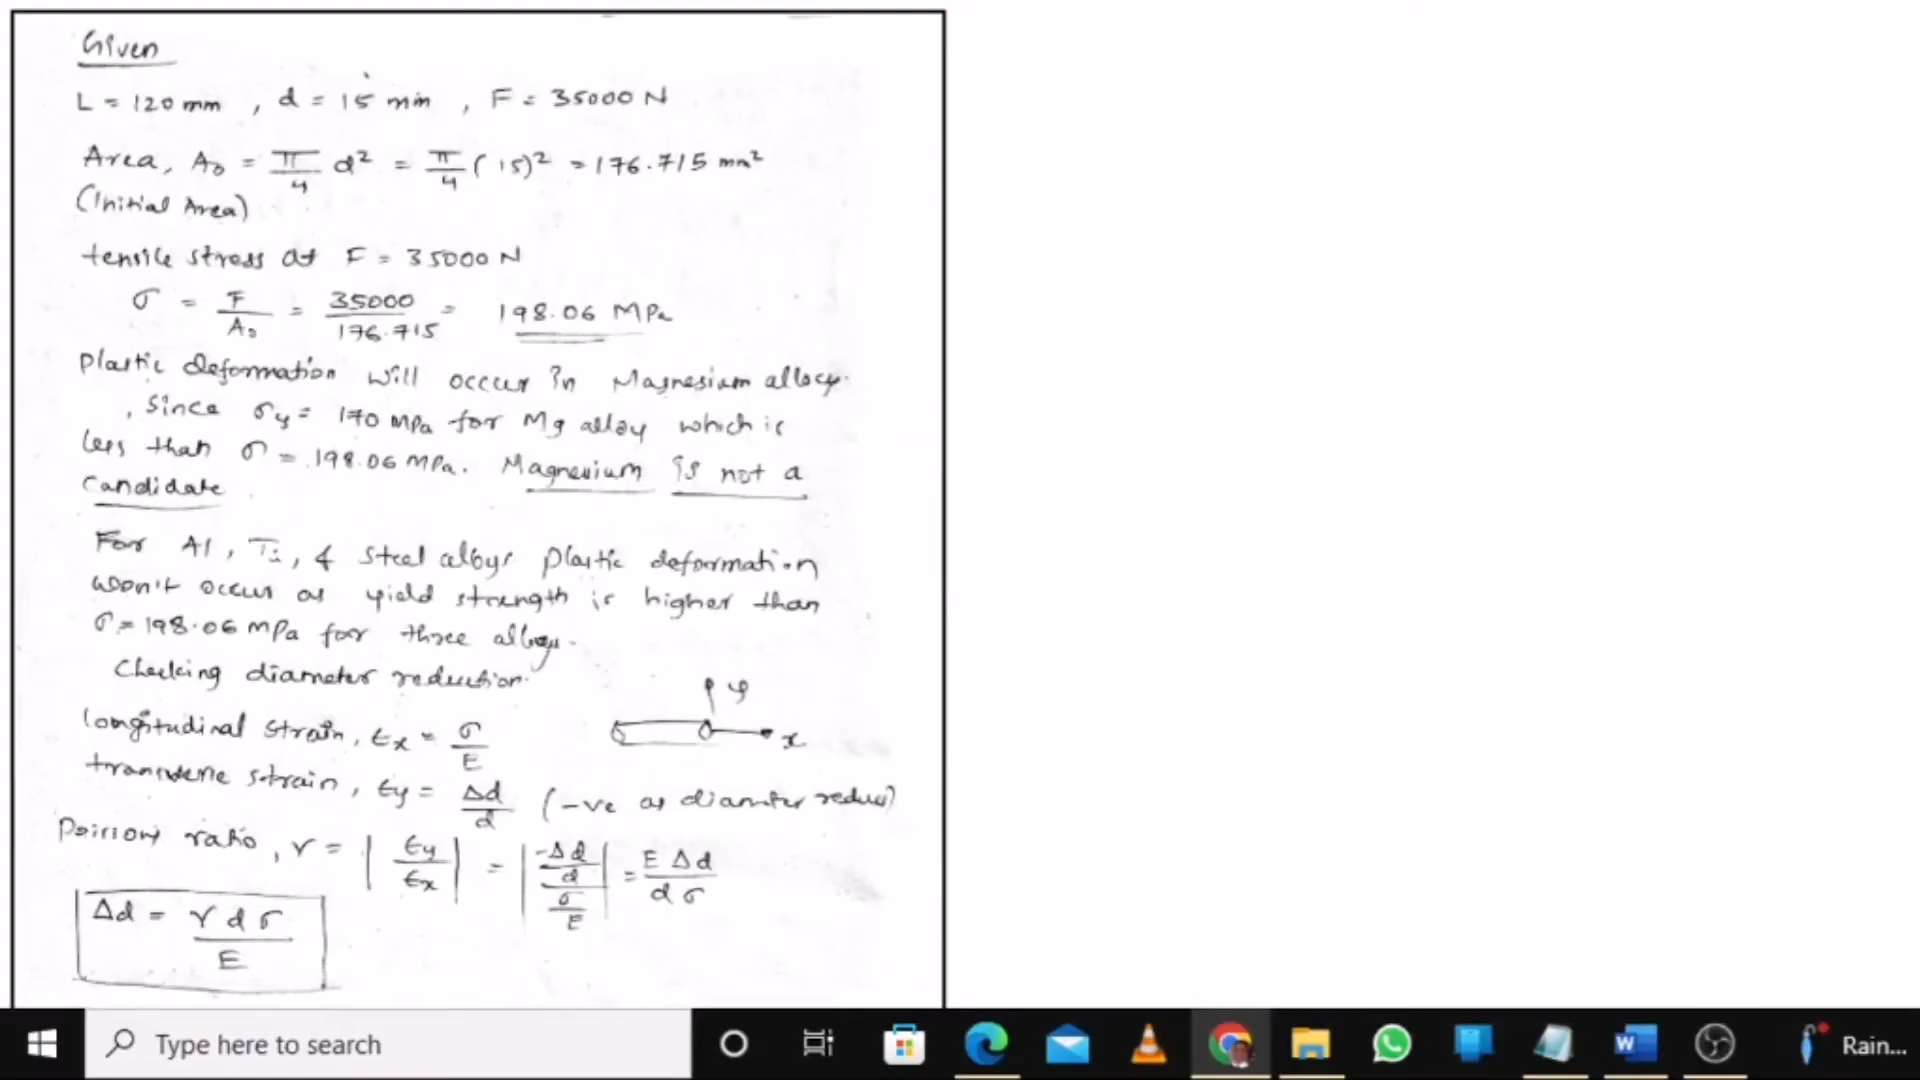 Given
L = 120 mm , d = 15 mm , F = 35000 N
Area, A₀ = π/4 d² = π/4 (15)² = 176.715 mm²
(Initial Area)
tensile stress at F = 35000 N
σ = F/A₀ = 35000/176.715 = 198.06 MPa
Plastic deformation will occur in Magnesium alloy.
, since σy = 170 MPa for Mg alloy which is
less than σ = 198.06 MPa. Magnesium is not a
candidate
For Al, Ti, & Steel alloys plastic deformation
won't occur as yield strength is higher than
σ = 198.06 MPa for three alloy.
Checking diameter reduction.
y
x
longitudinal strain, εx = σ/E
transverse strain, εy = Δd/d (-ve as diameter reduces)
Poisson ratio, ν = |εy/εx| = |(-Δd/d)/(σ/E)| = E Δd/d σ
Δd = ν d σ/E
Type here to search
W
Rain...